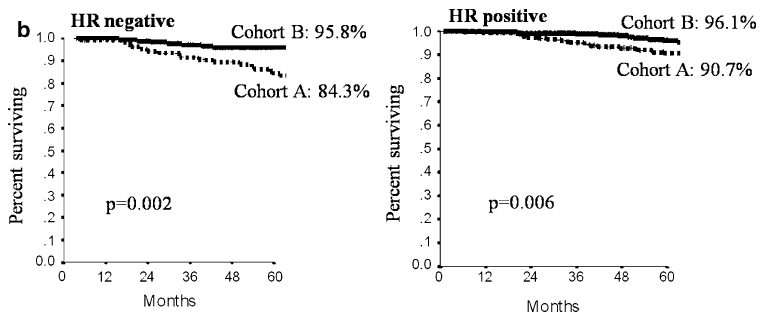 b
HR negative
Cohort B: 95.8%
Cohort A: 84.3%
p=0.002
Percent surviving
1.0
.9
.8
.7
.6
.5
.4
.3
.2
.1
0.0
0 12 24 36 48 60
Months
HR positive
Cohort B: 96.1%
Cohort A: 90.7%
p=0.006
Percent surviving
1.0
.9
.8
.7
.6
.5
.4
.3
.2
.1
0.0
0 12 24 36 48 60
Months